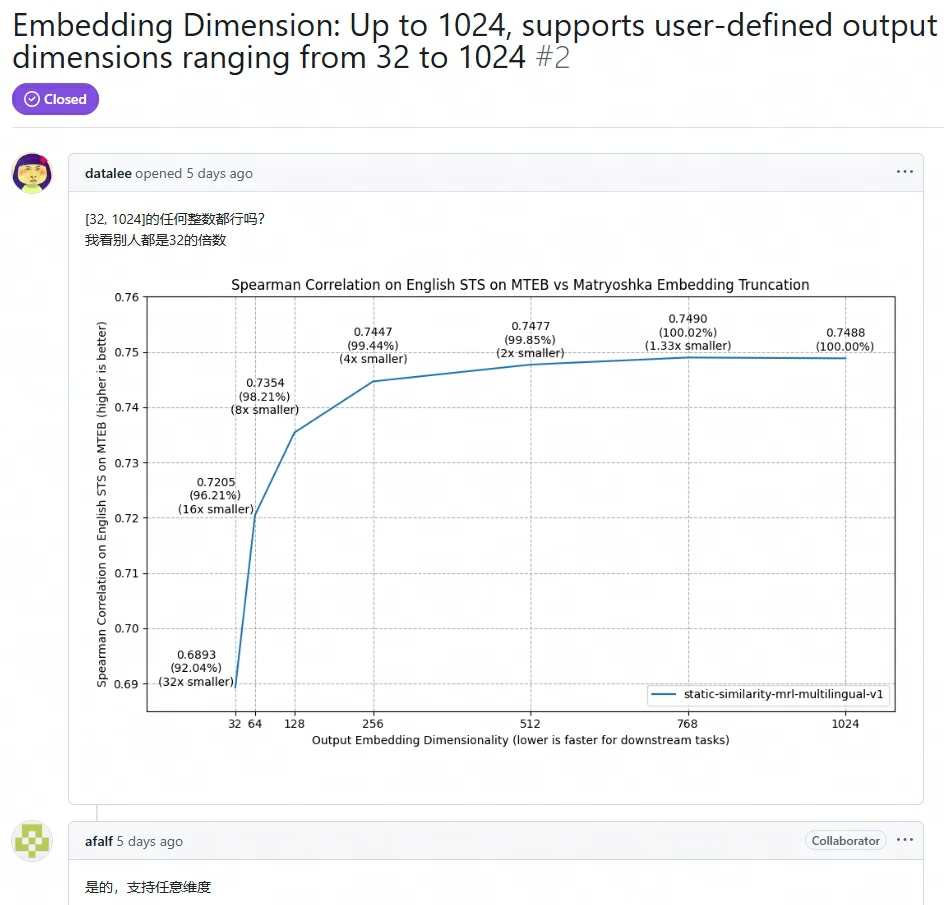 Embedding Dimension: Up to 1024, supports user-defined output
dimensions ranging from 32 to 1024 #2
Closed
datalee opened 5 days ago
[32, 1024]的任何整数都行吗?
我看别人都是32的倍数
Spearman Correlation on English STS on MTEB vs Matryoshka Embedding Truncation
Spearman Correlation on English STS on MTEB (higher is better)
0.76
0.75
0.74
0.73
0.72
0.71
0.70
0.69
0.6893
(92.04%)
(32x smaller)
0.7205
(96.21%)
(16x smaller)
0.7354
(98.21%)
(8x smaller)
0.7447
(99.44%)
(4x smaller)
0.7477
(99.85%)
(2x smaller)
0.7490
(100.02%)
(1.33x smaller)
0.7488
(100.00%)
static-similarity-mrl-multilingual-v1
32 64 128 256 512 768 1024
Output Embedding Dimensionality (lower is faster for downstream tasks)
afalf 5 days ago
Collaborator
是的，支持任意维度